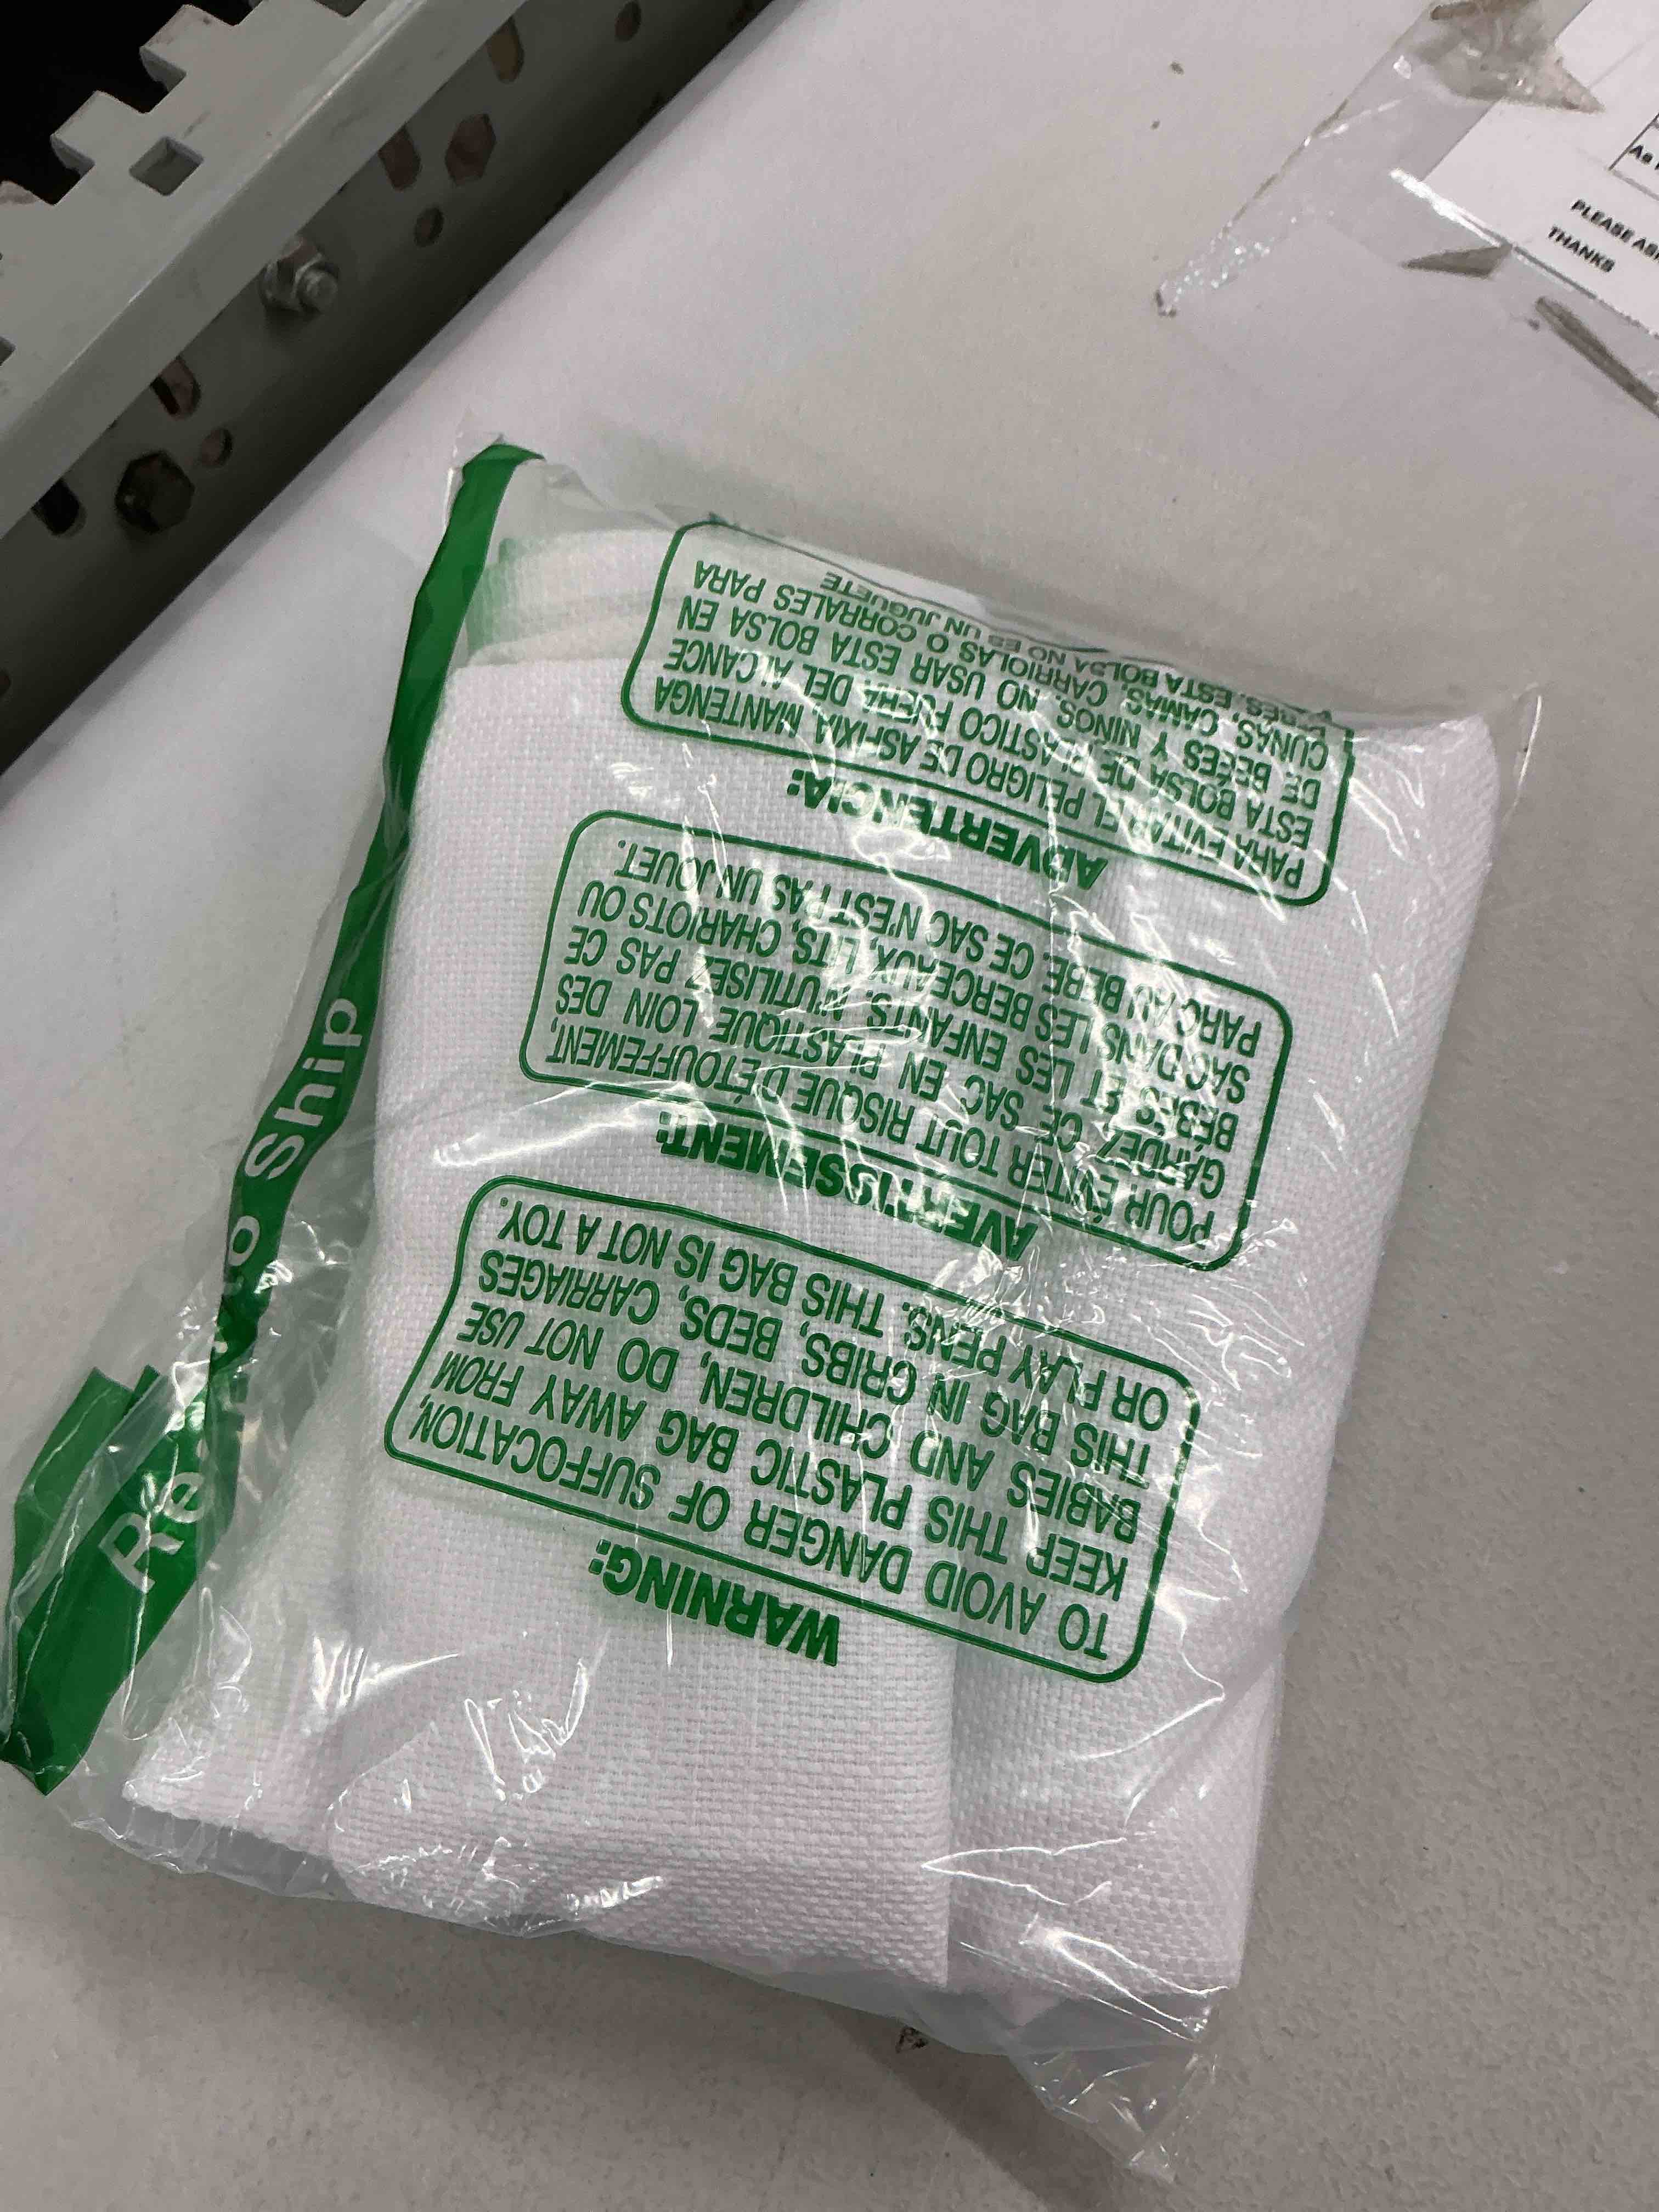 WARNING:
TO AVOID DANGER OF SUFFOCATION,
KEEP THIS PLASTIC BAG AWAY FROM
BABIES AND CHILDREN, DO NOT USE
THIS BAG IN CRIBS, BEDS, CARRIAGES
OR PLAY PENS. THIS BAG IS NOT A TOY.
AVERTISSEMENT:
POUR ÉVITER TOUT RISQUE D'ÉTOUFFEMENT,
GARDEZ CE SAC EN PLASTIQUE LOIN DES
BÉBÉS ET LES ENFANTS. N'UTILISEZ PAS CE
SAC DANS LES BERCEAUX, LITS, CHARIOTS OU
PARC AU BEBE. CE SAC N'EST PAS UN JOUET.
ADVERTENCIA:
PARA EVITAR EL PELIGRO DE ASFIXIA, MANTENGA
ESTA BOLSA DE PLASTICO FUERA DEL ALCANCE
DE BEBÉS Y NINOS. NO USAR ESTA BOLSA EN
CUNAS, CAMAS, CARRIOLAS O CORRALES PARA
BEBÉS. ESTA BOLSA NO ES UN JUGUETE
Re to Ship
PLEASE
THANKS